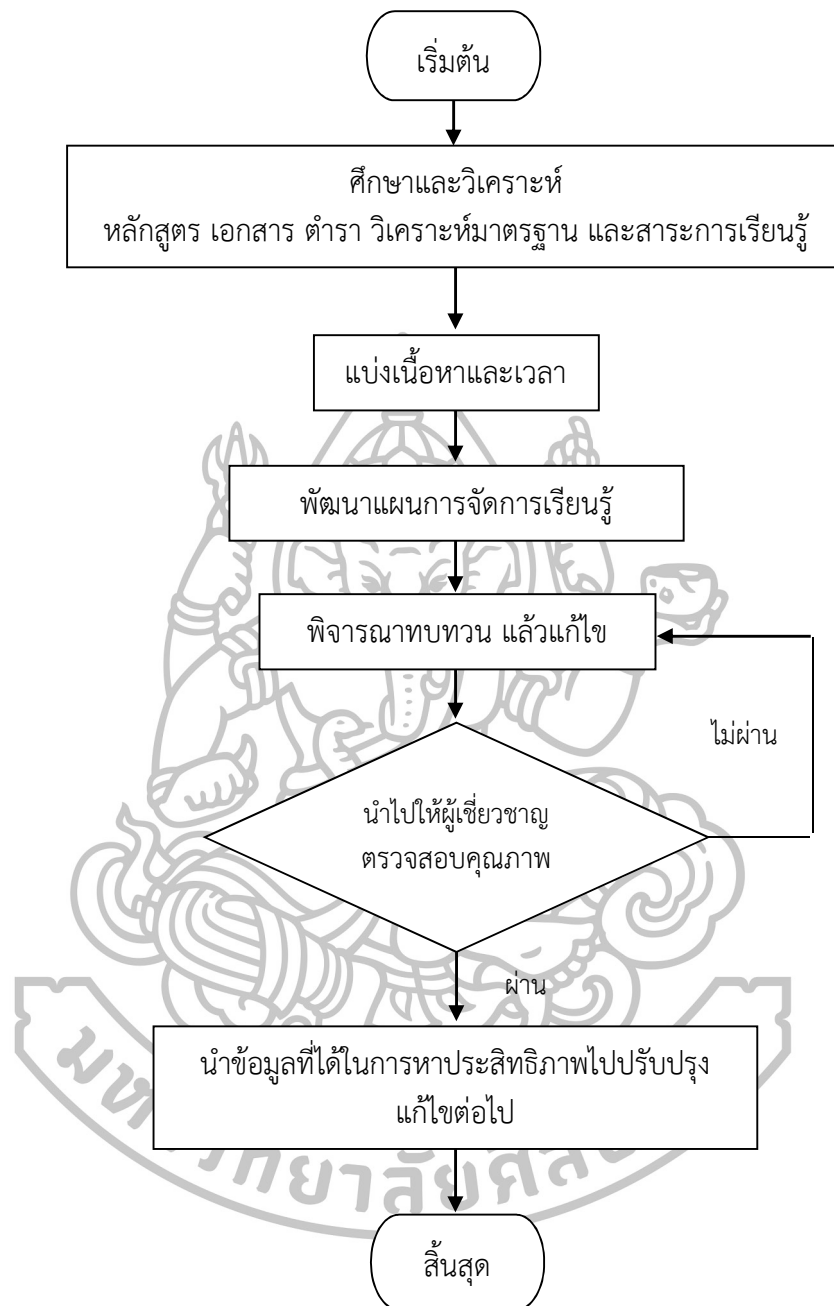 เริ่มต้น
ศึกษาและวิเคราะห์
หลักสูตร เอกสาร ตำรา วิเคราะห์มาตรฐาน และสาระการเรียนรู้
แบ่งเนื้อหาและเวลา
พัฒนาแผนการจัดการเรียนรู้
พิจารณาทบทวน แล้วแก้ไข
ไม่ผ่าน
นำไปให้ผู้เชี่ยวชาญ
ตรวจสอบคุณภาพ
ผ่าน
นำข้อมูลที่ได้ในการหาประสิทธิภาพไปปรับปรุง
แก้ไขต่อไป
สิ้นสุด